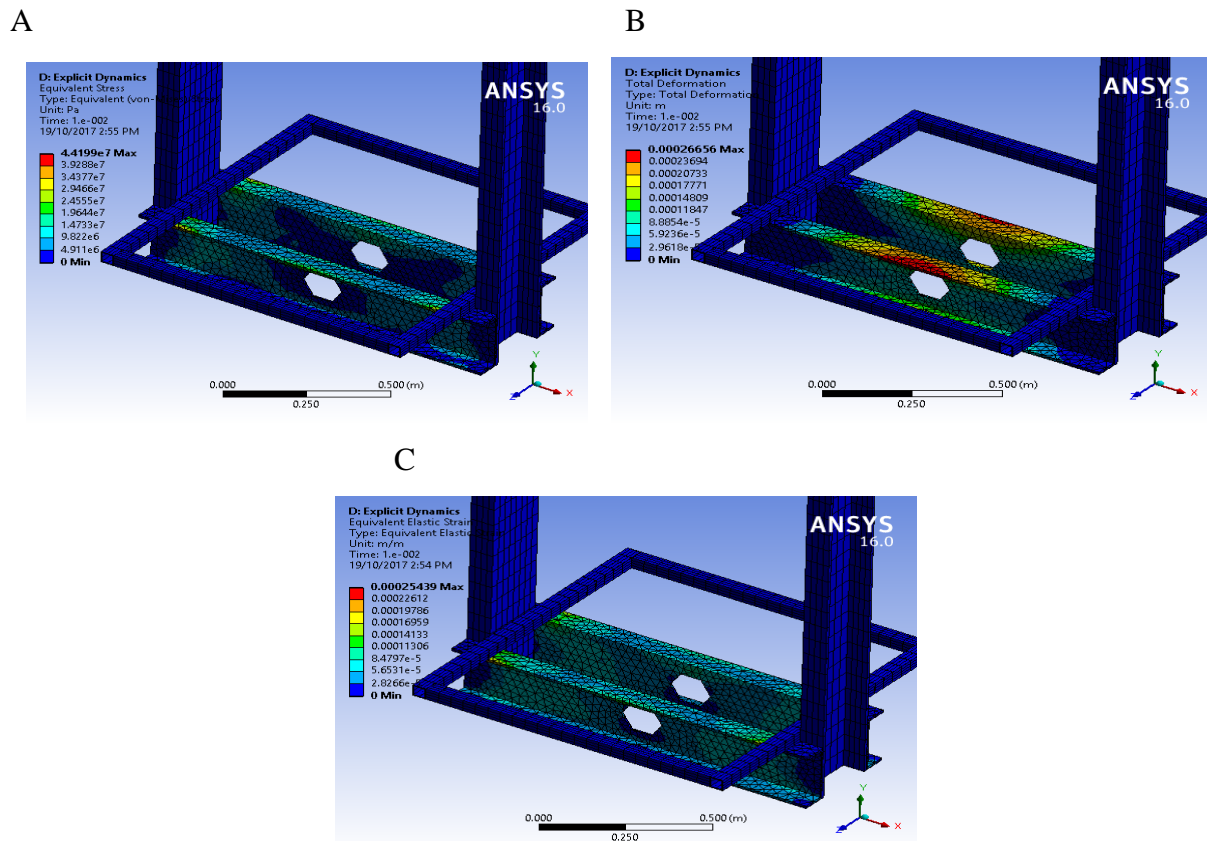 A
B
D: Explicit Dynamics
Equivalent Stress
Type: Equivalent
Unit: Pa
Time: 1.e-002
19/10/2017 2:55 PM
4.4199e7 Max
3.9288e7
3.4377e7
2.9466e7
2.4555e7
1.9644e7
1.4733e7
9.822e6
4.911e6
0 Min
ANSYS
16.0
0.000
0.500 (m)
0.250
Y
X
Z
D: Explicit Dynamics
Total Deformation
Type: Total Deformation
Unit: m
Time: 1.e-002
19/10/2017 2:55 PM
0.00026656 Max
0.00023694
0.00020733
0.00017771
0.00014809
0.00011847
8.8854e-5
5.9236e-5
0 Min
ANSYS
16.0
0.000
0.500 (m)
0.250
Y
X
Z
C
D: Explicit Dynamics
Equivalent Elastic Strain
Type: Equivalent Elastic
Unit: m/m
Time: 1.e-002
19/10/2017 2:54 PM
0.00025439 Max
0.00022612
0.00019786
0.00016959
0.00014133
0.00011306
8.4797e-5
5.6531e-5
0 Min
ANSYS
16.0
0.000
0.500 (m)
0.250
Y
X
Z